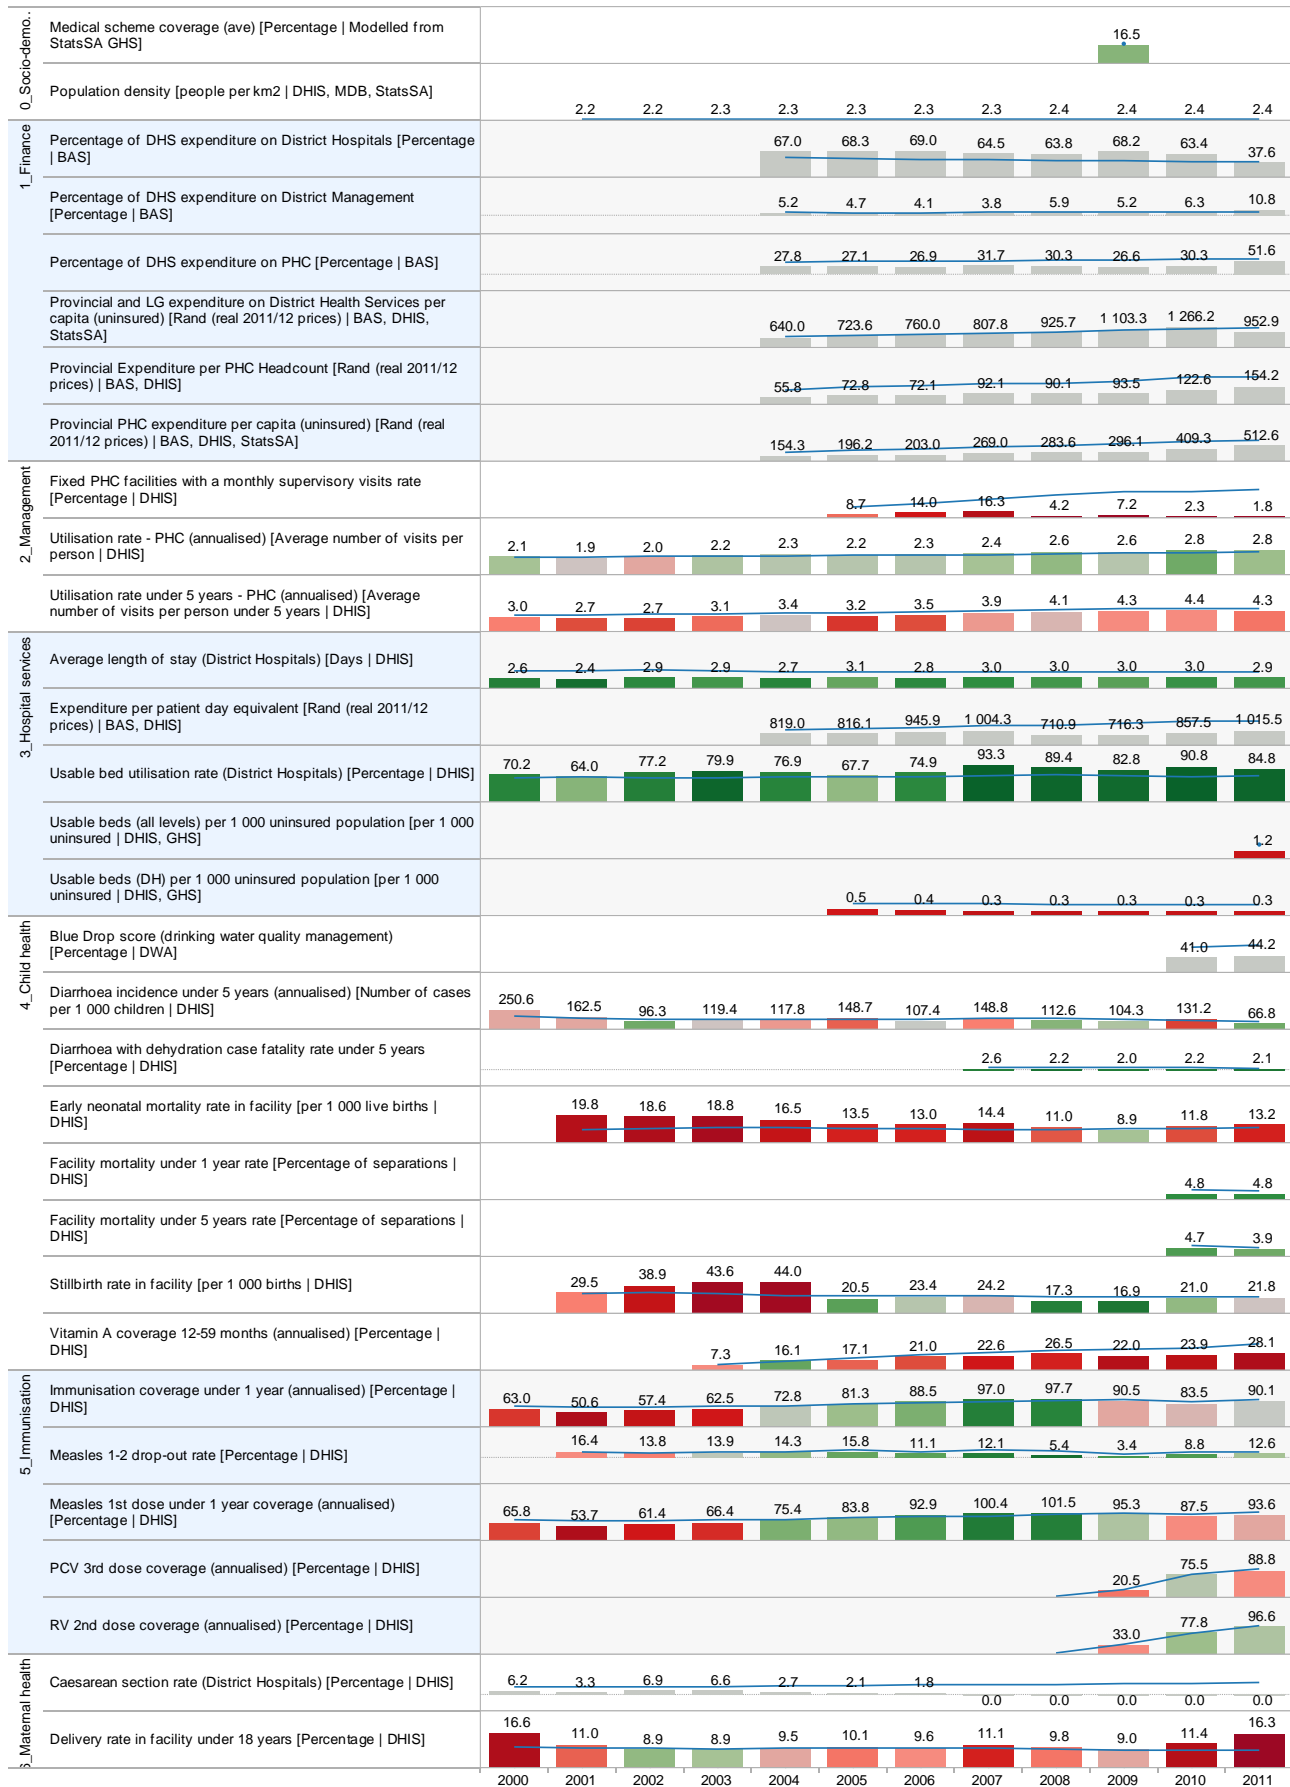 0_Socio-demo..
Medical scheme coverage (ave) [Percentage | Modelled from
StatsSA GHS]
16.5
Population density [people per km2 | DHIS, MDB, StatsSA]
2.2 2.2 2.3 2.3 2.3 2.3 2.3 2.4 2.4 2.4 2.4
1_Finance
Percentage of DHS expenditure on District Hospitals [Percentage
| BAS]
67.0 68.3 69.0 64.5 63.8 68.2 63.4 37.6
Percentage of DHS expenditure on District Management
[Percentage | BAS]
5.2 4.7 4.1 3.8 5.9 5.2 6.3 10.8
Percentage of DHS expenditure on PHC [Percentage | BAS]
27.8 27.1 26.9 31.7 30.3 26.6 30.3 51.6
Provincial and LG expenditure on District Health Services per
capita (uninsured) [Rand (real 2011/12 prices) | BAS, DHIS,
StatsSA]
640.0 723.6 760.0 807.8 925.7 1 103.3 1 266.2 952.9
Provincial Expenditure per PHC Headcount [Rand (real 2011/12
prices) | BAS, DHIS]
55.8 72.8 72.1 92.1 90.1 93.5 122.6 154.2
Provincial PHC expenditure per capita (uninsured) [Rand (real
2011/12 prices) | BAS, DHIS, StatsSA]
154.3 196.2 203.0 269.0 283.6 296.1 409.3 512.6
2_Management
Fixed PHC facilities with a monthly supervisory visits rate
[Percentage | DHIS]
8.7 14.0 16.3 4.2 7.2 2.3 1.8
Utilisation rate - PHC (annualised) [Average number of visits per
person | DHIS]
2.1 1.9 2.0 2.2 2.3 2.2 2.3 2.4 2.6 2.6 2.8 2.8
Utilisation rate under 5 years - PHC (annualised) [Average
number of visits per person under 5 years | DHIS]
3.0 2.7 2.7 3.1 3.4 3.2 3.5 3.9 4.1 4.3 4.4 4.3
3_Hospital services
Average length of stay (District Hospitals) [Days | DHIS]
2.6 2.4 2.9 2.9 2.7 3.1 2.8 3.0 3.0 3.0 3.0 2.9
Expenditure per patient day equivalent [Rand (real 2011/12
prices) | BAS, DHIS]
819.0 816.1 945.9 1 004.3 710.9 716.3 857.5 1 015.5
Usable bed utilisation rate (District Hospitals) [Percentage | DHIS]
70.2 64.0 77.2 79.9 76.9 67.7 74.9 93.3 89.4 82.8 90.8 84.8
Usable beds (all levels) per 1 000 uninsured population [per 1 000
uninsured | DHIS, GHS]
1.2
Usable beds (DH) per 1 000 uninsured population [per 1 000
uninsured | DHIS, GHS]
0.5 0.4 0.3 0.3 0.3 0.3 0.3
4_Child health
Blue Drop score (drinking water quality management)
[Percentage | DWA]
41.0 44.2
Diarrhoea incidence under 5 years (annualised) [Number of cases
per 1 000 children | DHIS]
250.6 162.5 96.3 119.4 117.8 148.7 107.4 148.8 112.6 104.3 131.2 66.8
Diarrhoea with dehydration case fatality rate under 5 years
[Percentage | DHIS]
2.6 2.2 2.0 2.2 2.1
Early neonatal mortality rate in facility [per 1 000 live births |
DHIS]
19.8 18.6 18.8 16.5 13.5 13.0 14.4 11.0 8.9 11.8 13.2
Facility mortality under 1 year rate [Percentage of separations |
DHIS]
4.8 4.8
Facility mortality under 5 years rate [Percentage of separations |
DHIS]
4.7 3.9
Stillbirth rate in facility [per 1 000 births | DHIS]
29.5 38.9 43.6 44.0 20.5 23.4 24.2 17.3 16.9 21.0 21.8
Vitamin A coverage 12-59 months (annualised) [Percentage |
DHIS]
7.3 16.1 17.1 21.0 22.6 26.5 22.0 23.9 28.1
5_Immunisation
Immunisation coverage under 1 year (annualised) [Percentage |
DHIS]
63.0 50.6 57.4 62.5 72.8 81.3 88.5 97.0 97.7 90.5 83.5 90.1
Measles 1-2 drop-out rate [Percentage | DHIS]
16.4 13.8 13.9 14.3 15.8 11.1 12.1 5.4 3.4 8.8 12.6
Measles 1st dose under 1 year coverage (annualised)
[Percentage | DHIS]
65.8 53.7 61.4 66.4 75.4 83.8 92.9 100.4 101.5 95.3 87.5 93.6
PCV 3rd dose coverage (annualised) [Percentage | DHIS]
20.5 75.5 88.8
RV 2nd dose coverage (annualised) [Percentage | DHIS]
33.0 77.8 96.6
6_Maternal health
Caesarean section rate (District Hospitals) [Percentage | DHIS]
6.2 3.3 6.9 6.6 2.7 2.1 1.8 0.0 0.0 0.0 0.0
Delivery rate in facility under 18 years [Percentage | DHIS]
16.6 11.0 8.9 8.9 9.5 10.1 9.6 11.1 9.8 9.0 11.4 16.3
2000 2001 2002 2003 2004 2005 2006 2007 2008 2009 2010 2011